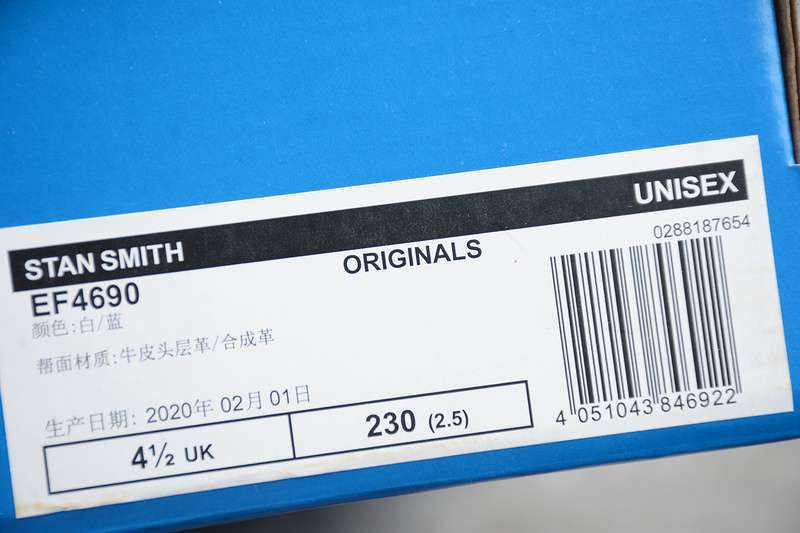 STAN SMITH
UNISEX
EF4690
ORIGINALS
0288187654
颜色:白/蓝
帮面材质:牛皮头层革/合成革
生产日期: 2020年 02月 01日
4½ UK
230 (2.5)
4 051043 846922